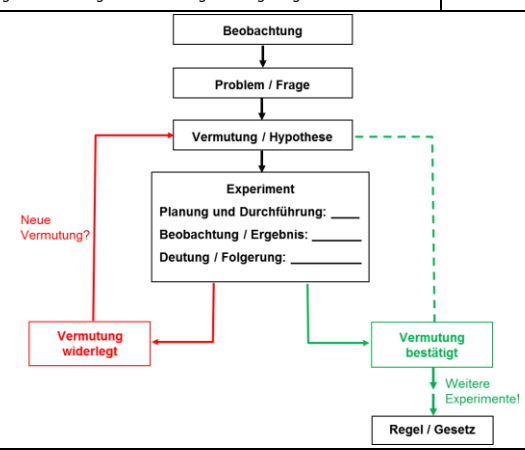 Beobachtung
Problem / Frage
Vermutung / Hypothese
Experiment
Planung und Durchführung: ____
Beobachtung / Ergebnis: _______
Deutung / Folgerung: __________
Neue
Vermutung?
Vermutung
widerlegt
Vermutung
bestätigt
Weitere
Experimente!
Regel / Gesetz